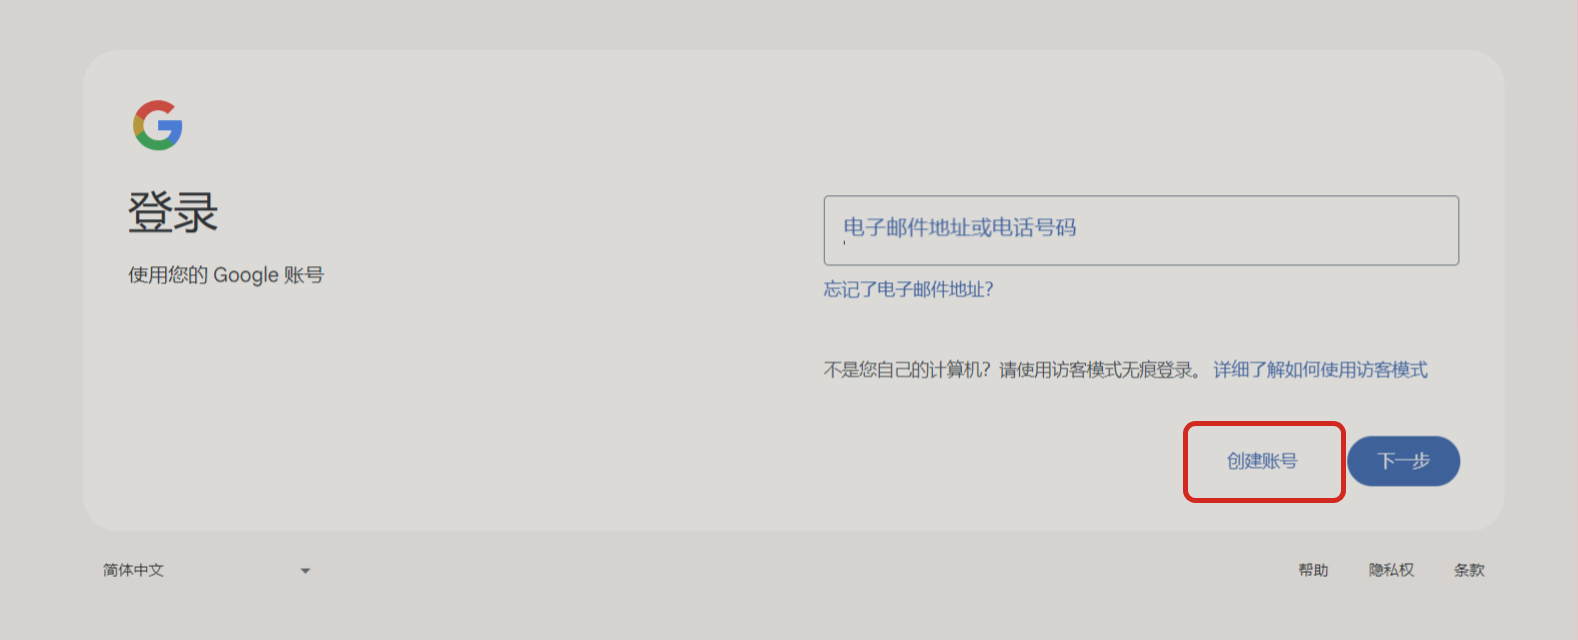 登录
使用您的 Google 账号
电子邮件地址或电话号码
忘记了电子邮件地址？
不是您自己的计算机？请使用访客模式无痕登录。 详细了解如何使用访客模式
创建账号
下一步
简体中文
帮助
隐私权
条款